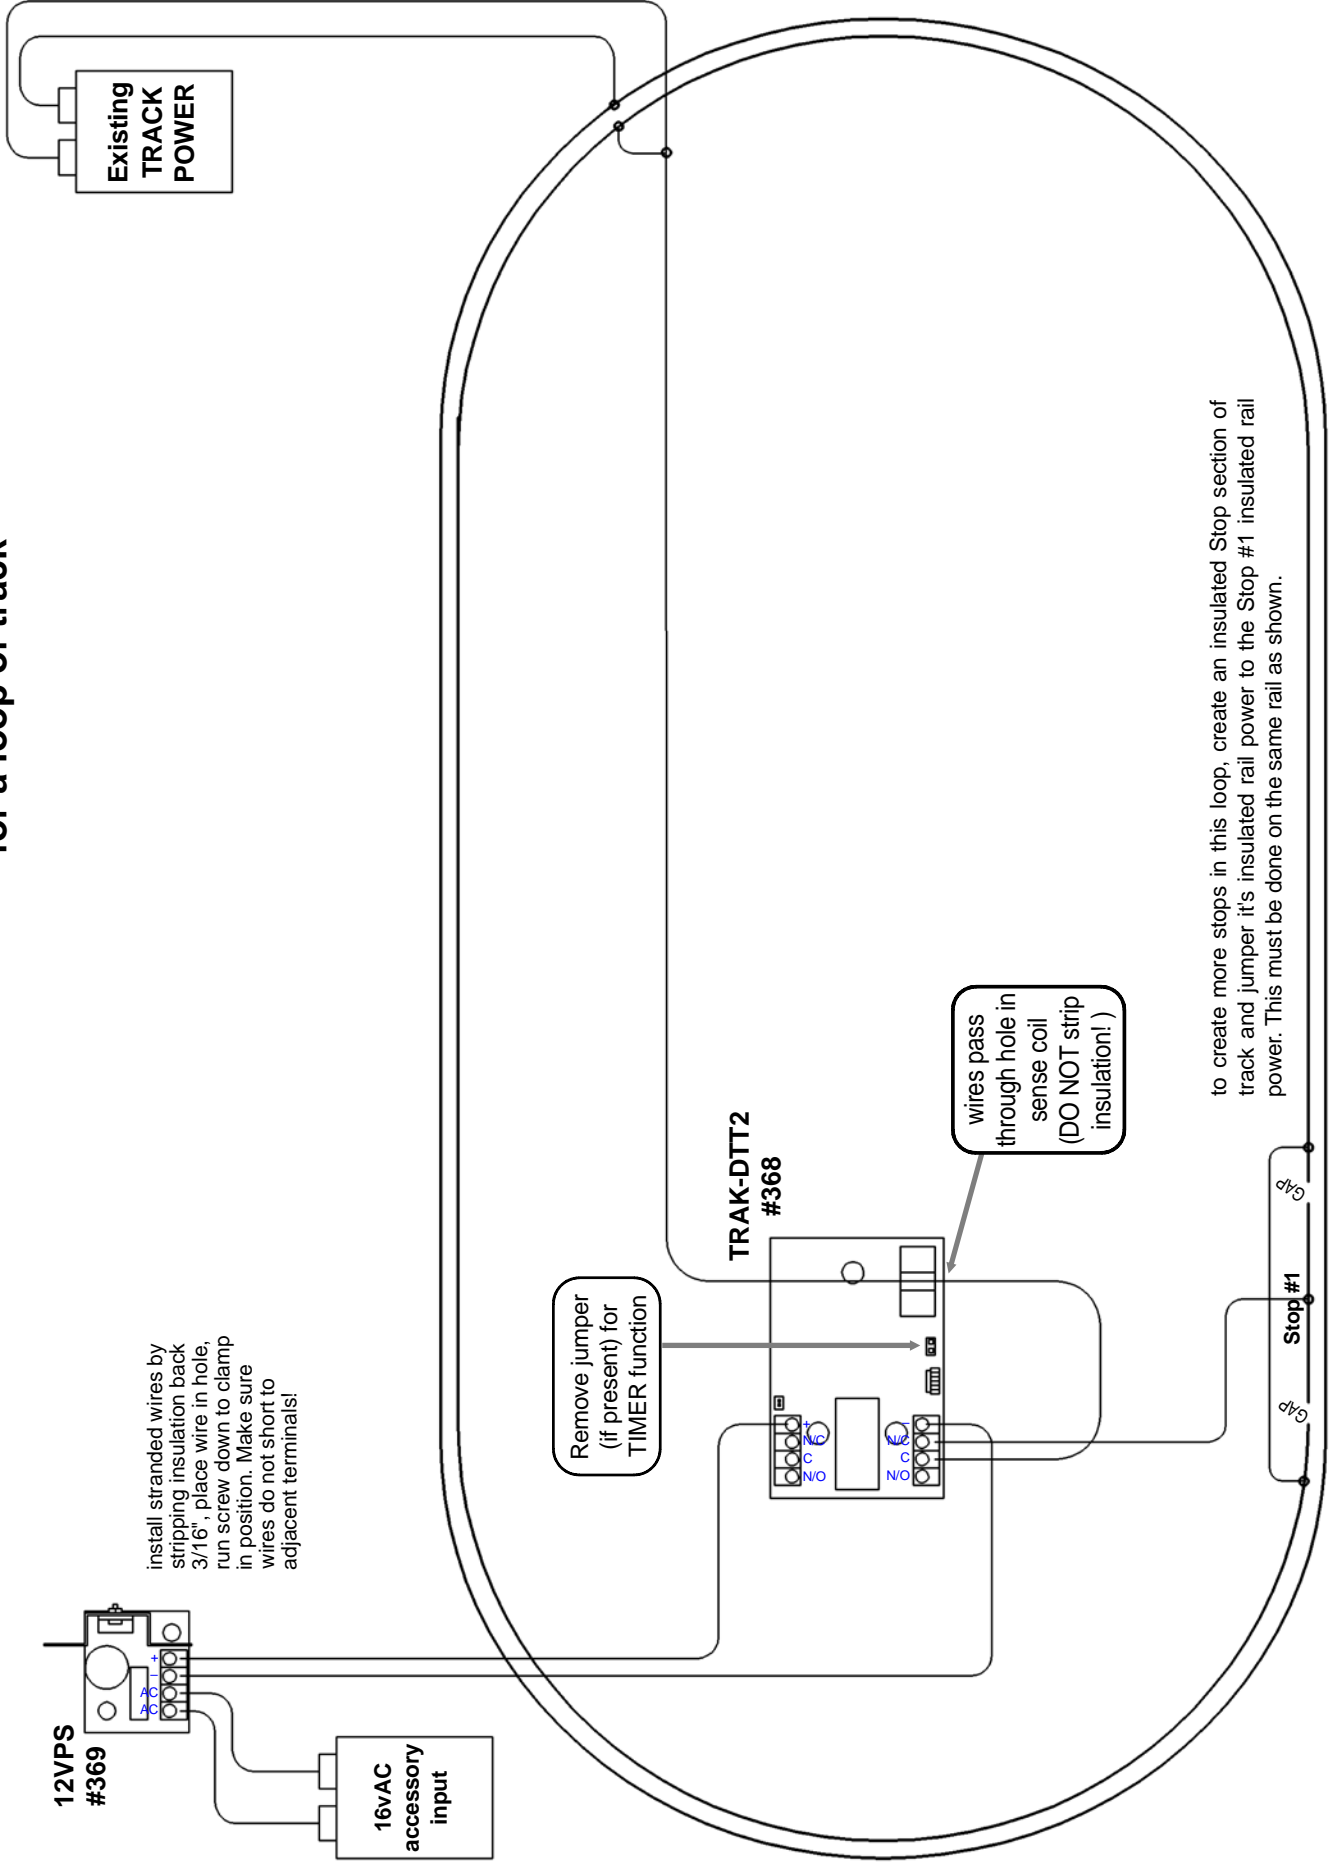 for a loop of track
12VPS
#369
+
–
AC
AC
16vAC
accessory
input
install stranded wires by
stripping insulation back
3/16", place wire in hole,
run screw down to clamp
in position. Make sure
wires do not short to
adjacent terminals!
Existing
TRACK
POWER
Remove jumper
(if present) for
TIMER function
TRAK-DTT2
#368
+
N/C
C
N/O
–
N/C
C
N/O
wires pass
through hole in
sense coil
(DO NOT strip
insulation! )
to create more stops in this loop, create an insulated Stop section of
track and jumper it's insulated rail power to the Stop #1 insulated rail
power. This must be done on the same rail as shown.
GAP
Stop #1
GAP